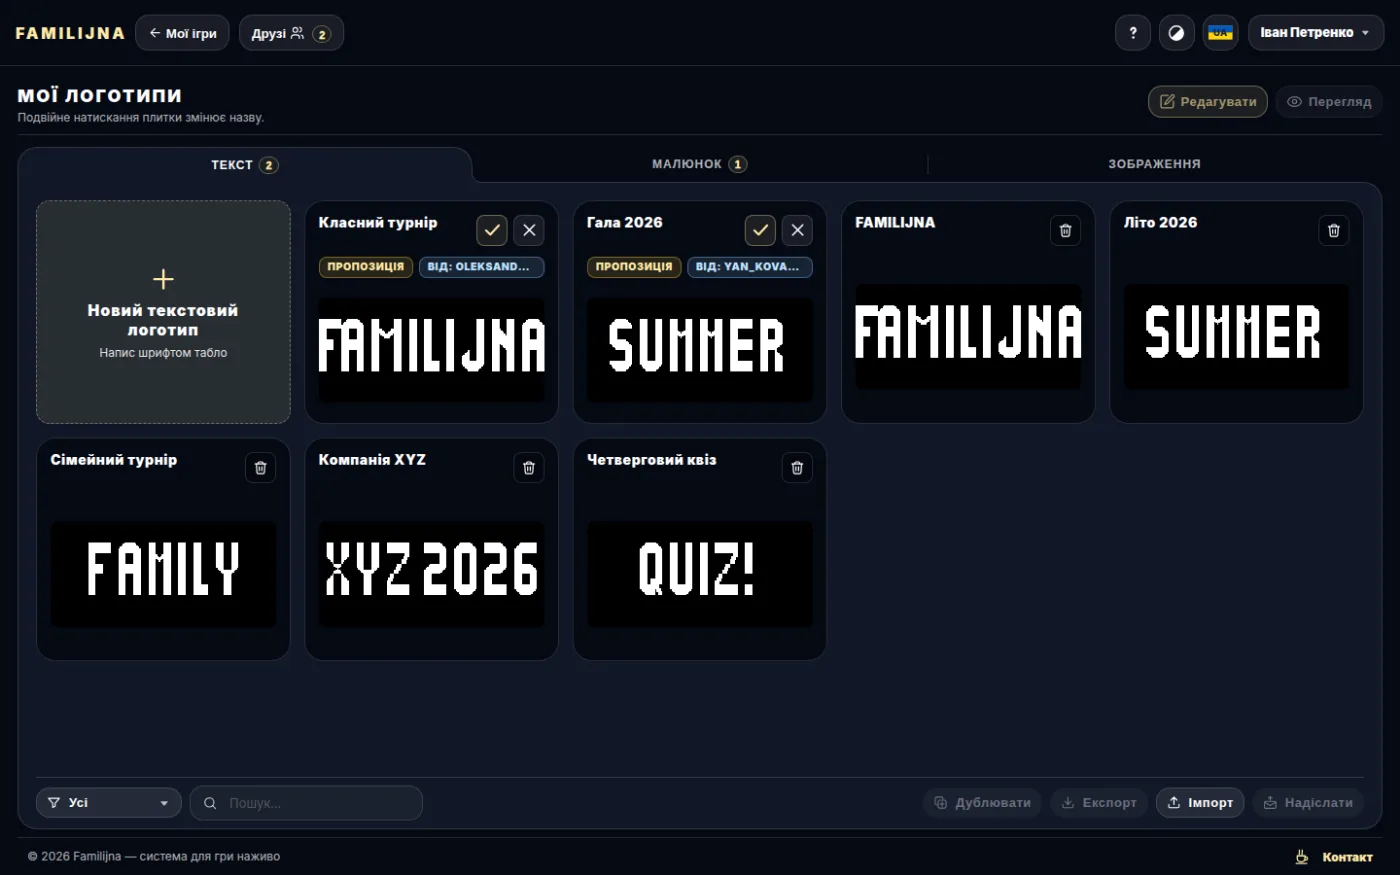 FAMILIJNA
← Мої ігри
Друзі 2
?
UA
Іван Петренко
МОЇ ЛОГОТИПИ
Подвійне натискання плитки змінює назву.
Редагувати
Перегляд
ТЕКСТ 2
МАЛЮНОК 1
ЗОБРАЖЕННЯ
Новий текстовий
логотип
Напис шрифтом табло
Класний турнір
ПРОПОЗИЦІЯ
ВІД: OLEKSAND...
FAMILIJNA
Гала 2026
ПРОПОЗИЦІЯ
ВІД: YAN_KOVA...
SUMMER
FAMILIJNA
FAMILIJNA
Літо 2026
SUMMER
Сімейний турнір
FAMILY
Компанія XYZ
XYZ 2026
Четверговий квіз
QUIZ!
Усі
Пошук...
Дублювати
Експорт
Імпорт
Надіслати
© 2026 Familijna — система для гри наживо
Контакт